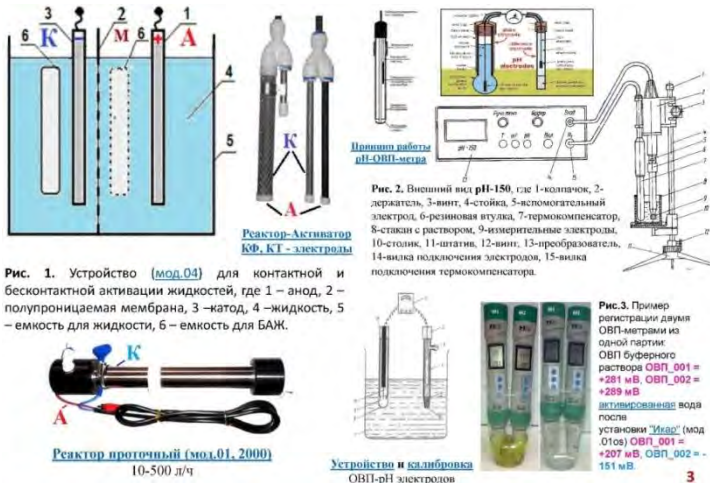 3
2
1
6
К
М
6
А
4
5
К
А
Реактор-Активатор
КФ, КТ - электроды
Рис. 1. Устройство (мод.04) для контактной и
бесконтактной активации жидкостей, где 1 – анод, 2 –
полупроницаемая мембрана, 3 –катод, 4 –жидкость, 5
– емкость для жидкости, 6 – емкость для БАЖ.
К
А
Реактор проточный (мод.01, 2000)
10-500 л/ч
pH
electrodes
Принцип работы
рН-ОВП-метра
pH-150
Рис. 2. Внешний вид pH-150, где 1-колпачок, 2-
держатель, 3-винт, 4-стойка, 5-вспомогательный
электрод, 6-резиновая втулка, 7-термокомпенсатор,
8-стакан с раствором, 9-измерительные электроды,
10-столик, 11-штатив, 12-винт, 13-преобразователь,
14-вилка подключения электродов, 15-вилка
подключения термокомпенсатора.
Устройство и калибровка
ОВП-рН электродов
Рис.3. Пример
регистрации двумя
ОВП-метрами из
одной партии:
ОВП буферного
раствора ОВП_001 =
+281 мВ, ОВП_002 =
+289 мВ
активированная вода
после
установки "Икар" (мод
.01os) ОВП_001 =
+207 мВ, ОВП_002 = -
151 мВ.
3